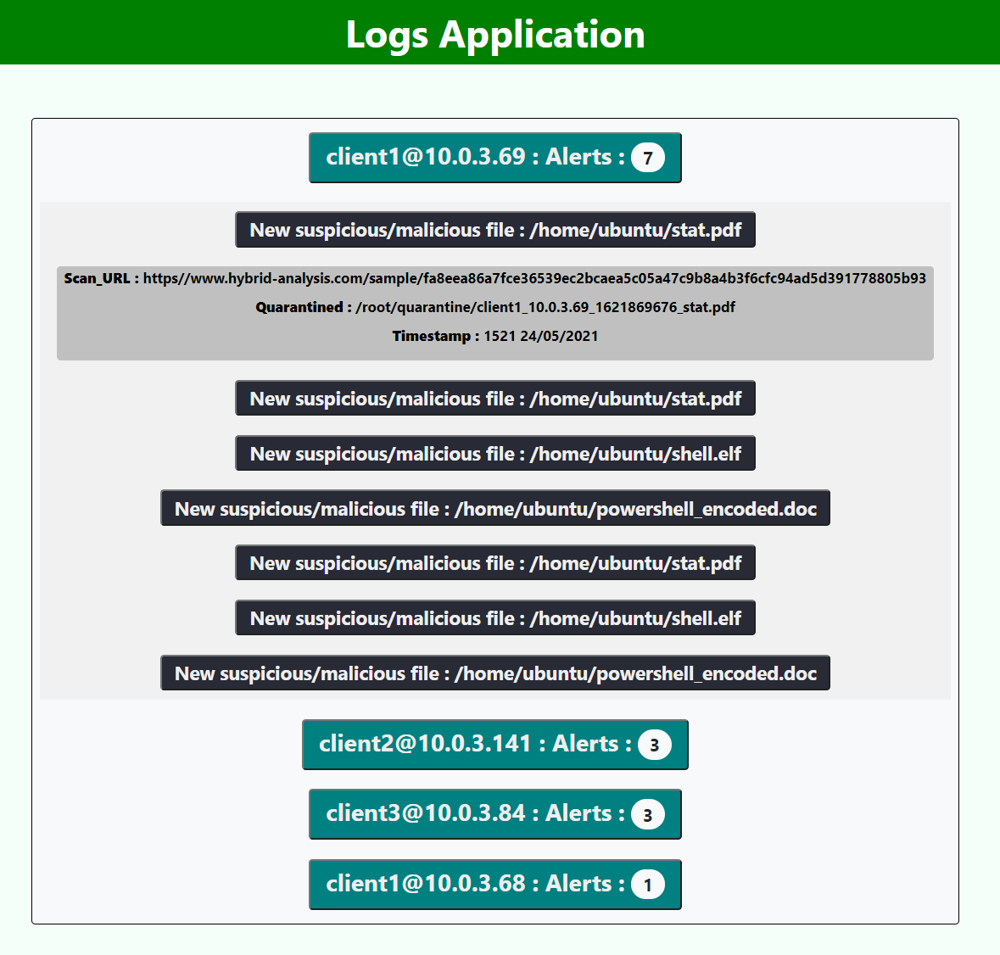 Logs Application
client1@10.0.3.69 : Alerts : 7
New suspicious/malicious file : /home/ubuntu/stat.pdf
Scan_URL : https//www.hybrid-analysis.com/sample/fa8eea86a7fce36539ec2bcaea5c05a47c9b8a4b3f6cfc94ad5d391778805b93
Quarantined : /root/quarantine/client1_10.0.3.69_1621869676_stat.pdf
Timestamp : 1521 24/05/2021
New suspicious/malicious file : /home/ubuntu/stat.pdf
New suspicious/malicious file : /home/ubuntu/shell.elf
New suspicious/malicious file : /home/ubuntu/powershell_encoded.doc
New suspicious/malicious file : /home/ubuntu/stat.pdf
New suspicious/malicious file : /home/ubuntu/shell.elf
New suspicious/malicious file : /home/ubuntu/powershell_encoded.doc
client2@10.0.3.141 : Alerts : 3
client3@10.0.3.84 : Alerts : 3
client1@10.0.3.68 : Alerts : 1